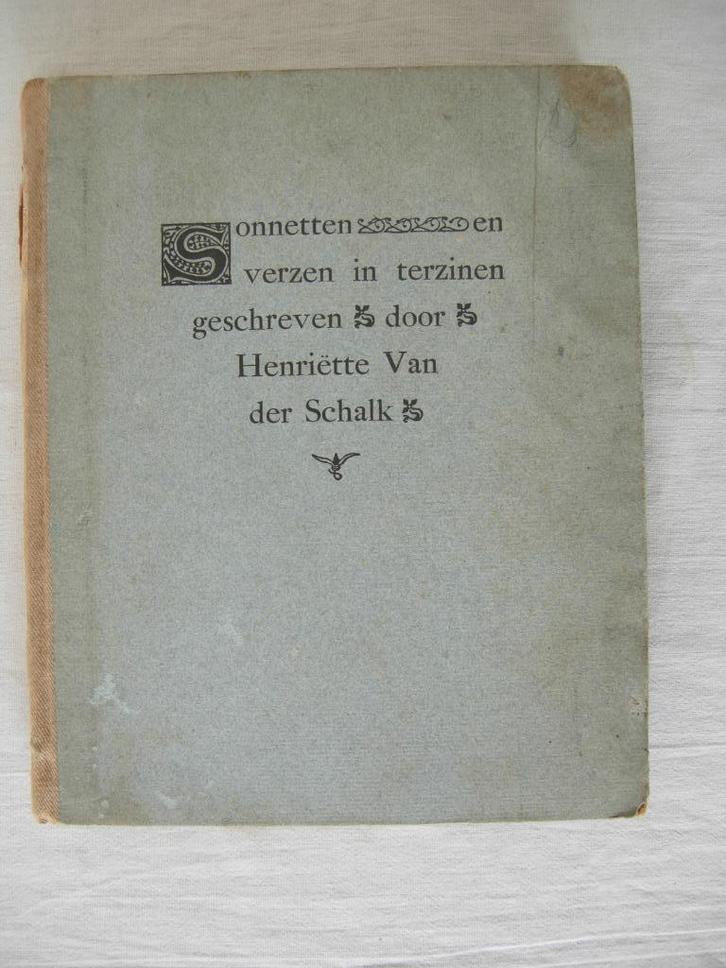 Sonnetten en
verzen in terzinen
geschreven door
Henriëtte Van
der Schalk